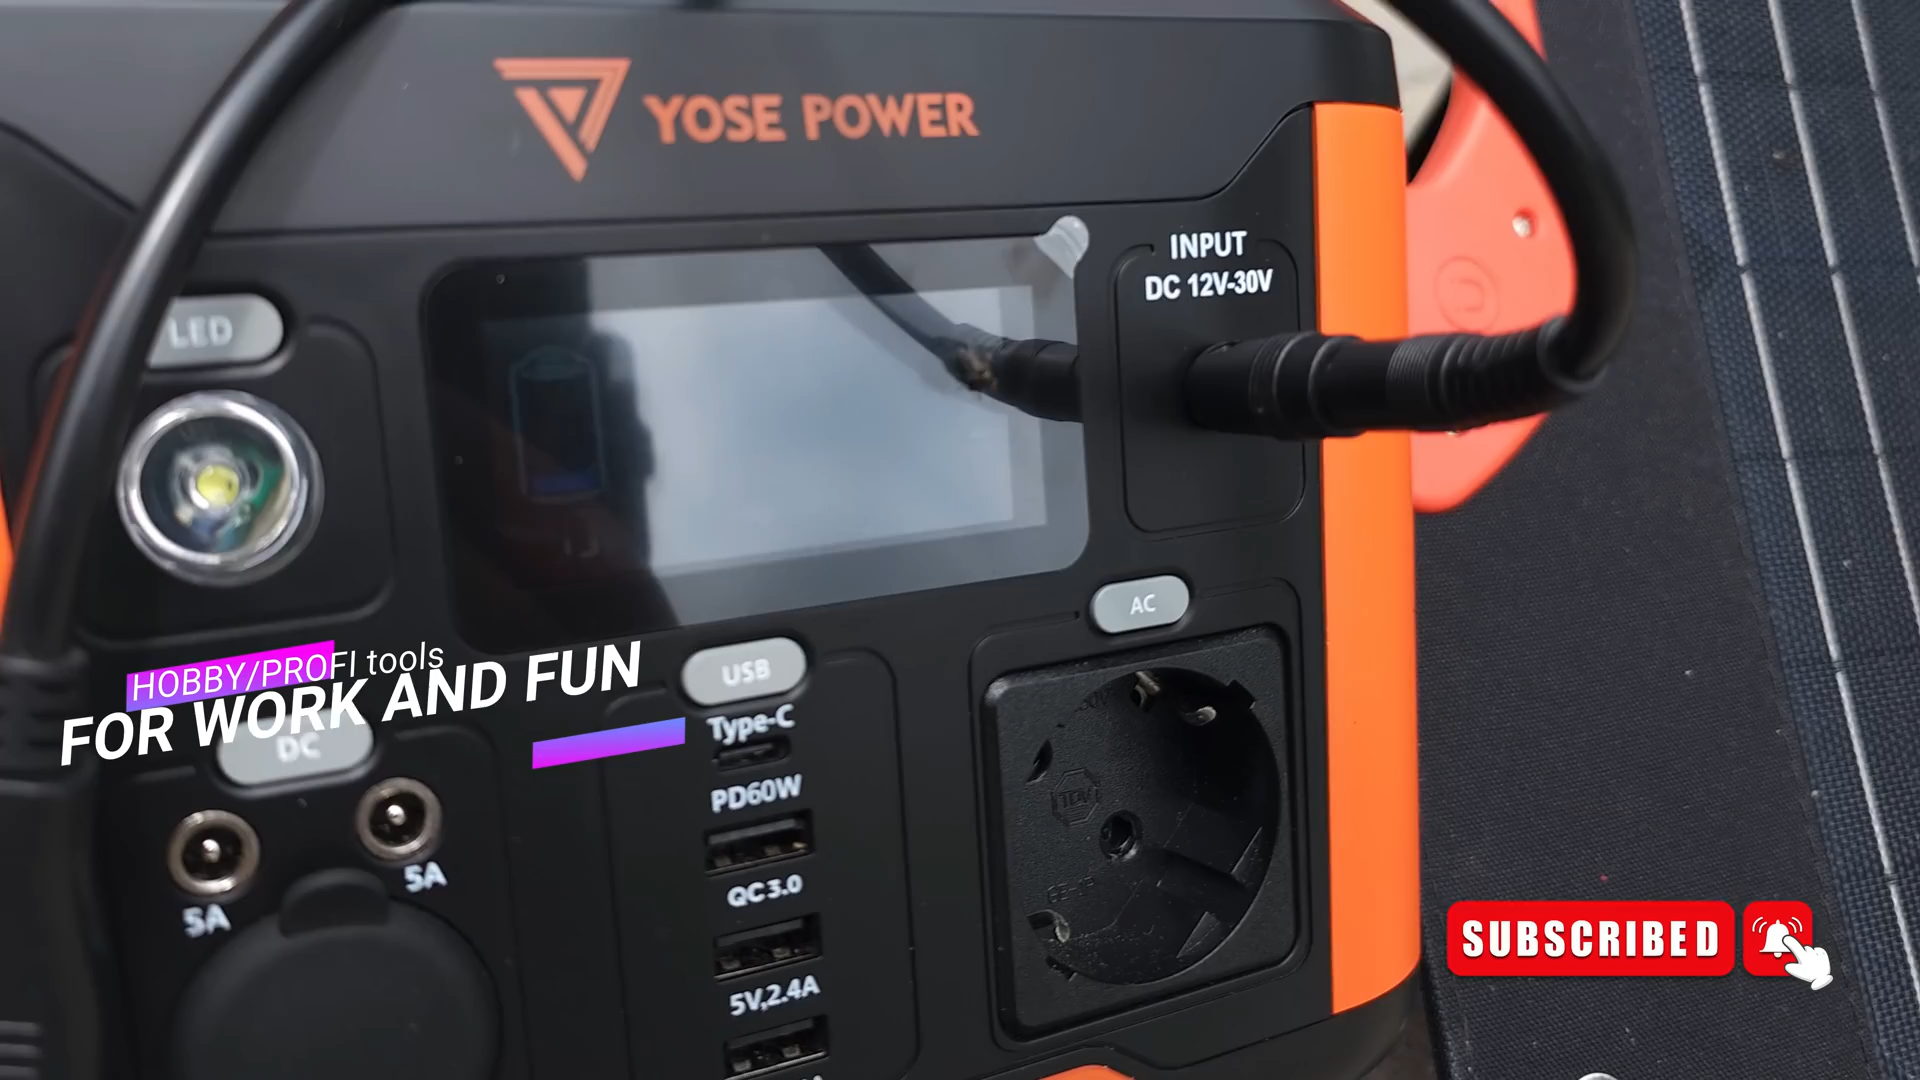 YOSE POWER
INPUT
DC 12V-30V
LED
AC
HOBBY/PROFI tools
FOR WORK AND FUN
USB
Type-C
DC
PD60W
5A
5A
QC3.0
5V,2.4A
SUBSCRIBED